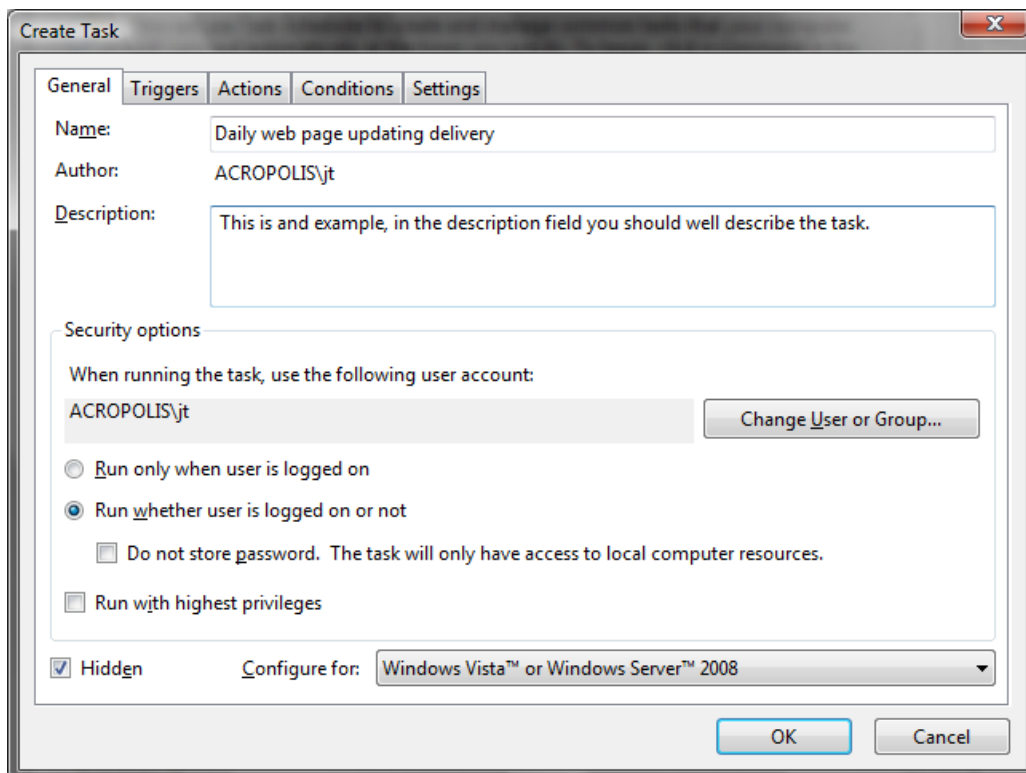 Create Task
General Triggers Actions Conditions Settings
Name: Daily web page updating delivery
Author: ACROPOLIS\jt
Description: This is and example, in the description field you should well describe the task.
Security options
When running the task, use the following user account:
ACROPOLIS\jt Change User or Group...
Run only when user is logged on
Run whether user is logged on or not
Do not store password. The task will only have access to local computer resources.
Run with highest privileges
Hidden Configure for: Windows Vista™ or Windows Server™ 2008
OK Cancel